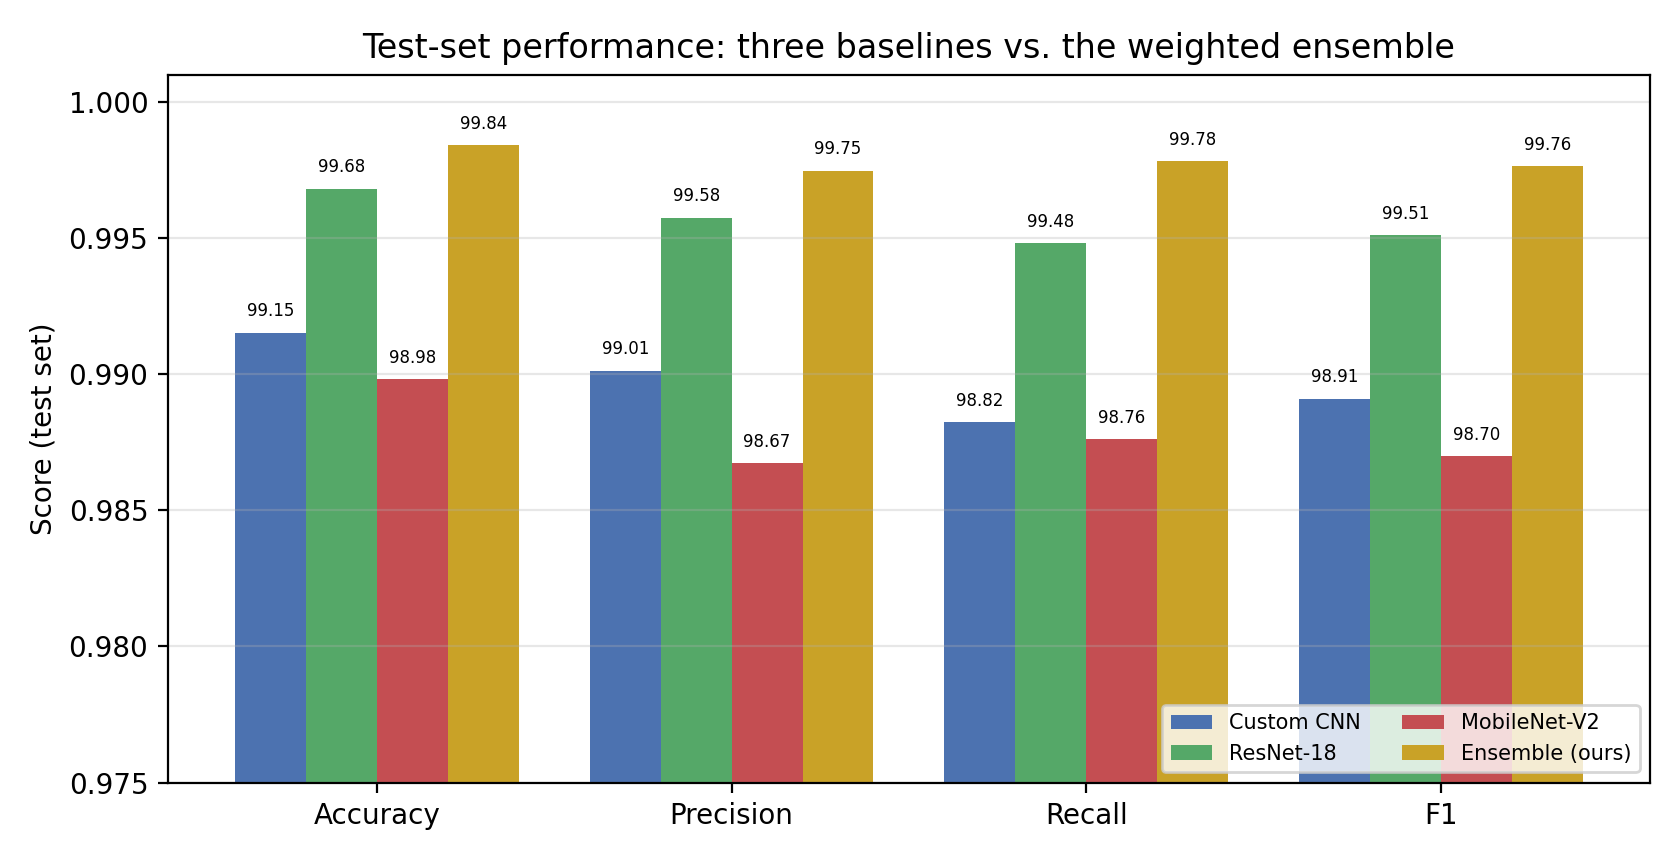 Test-set performance: three baselines vs. the weighted ensemble
Score (test set)
1.000
0.995
0.990
0.985
0.980
0.975
99.15
99.68
98.98
99.84
99.01
99.58
98.67
99.75
98.82
99.48
98.76
99.78
98.91
99.51
98.70
99.76
Accuracy
Precision
Recall
F1
Custom CNN
ResNet-18
MobileNet-V2
Ensemble (ours)